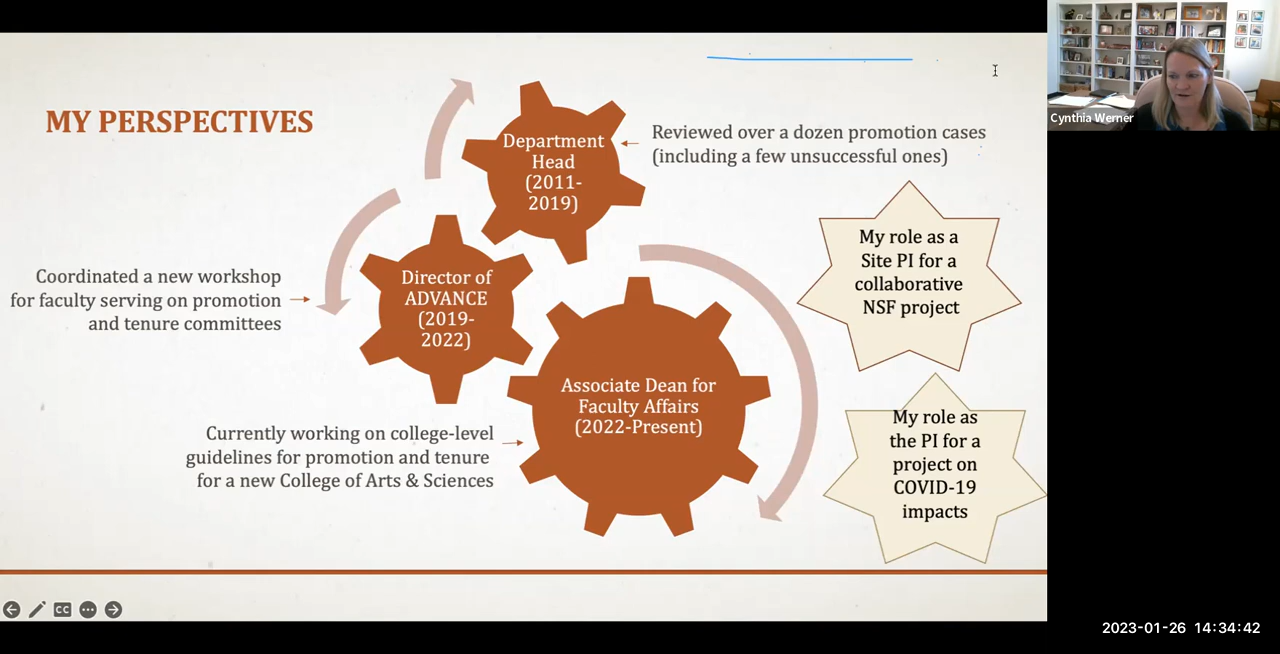 MY PERSPECTIVES
Department
Head
(2011-
2019)
Reviewed over a dozen promotion cases
(including a few unsuccessful ones)
Coordinated a new workshop
for faculty serving on promotion
and tenure committees
Director of
ADVANCE
(2019-
2022)
Associate Dean for
Faculty Affairs
(2022-Present)
Currently working on college-level
guidelines for promotion and tenure
for a new College of Arts & Sciences
My role as a
Site PI for a
collaborative
NSF project
My role as
the PI for a
project on
COVID-19
impacts
CC
Cynthia Werner
2023-01-26 14:34:42